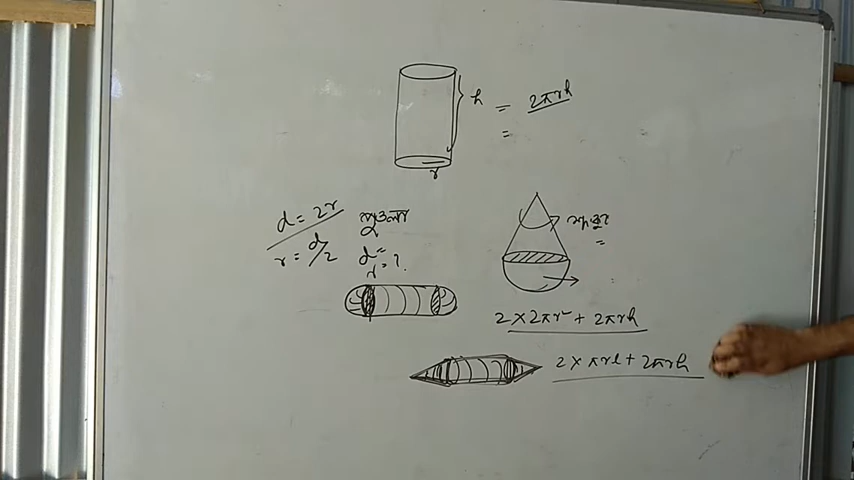 h = 2πrh
=
r
d = 2r
r = d/2
d =
r = ?
=
2 × 2πr² + 2πrh
2 × πrl + 2πrh